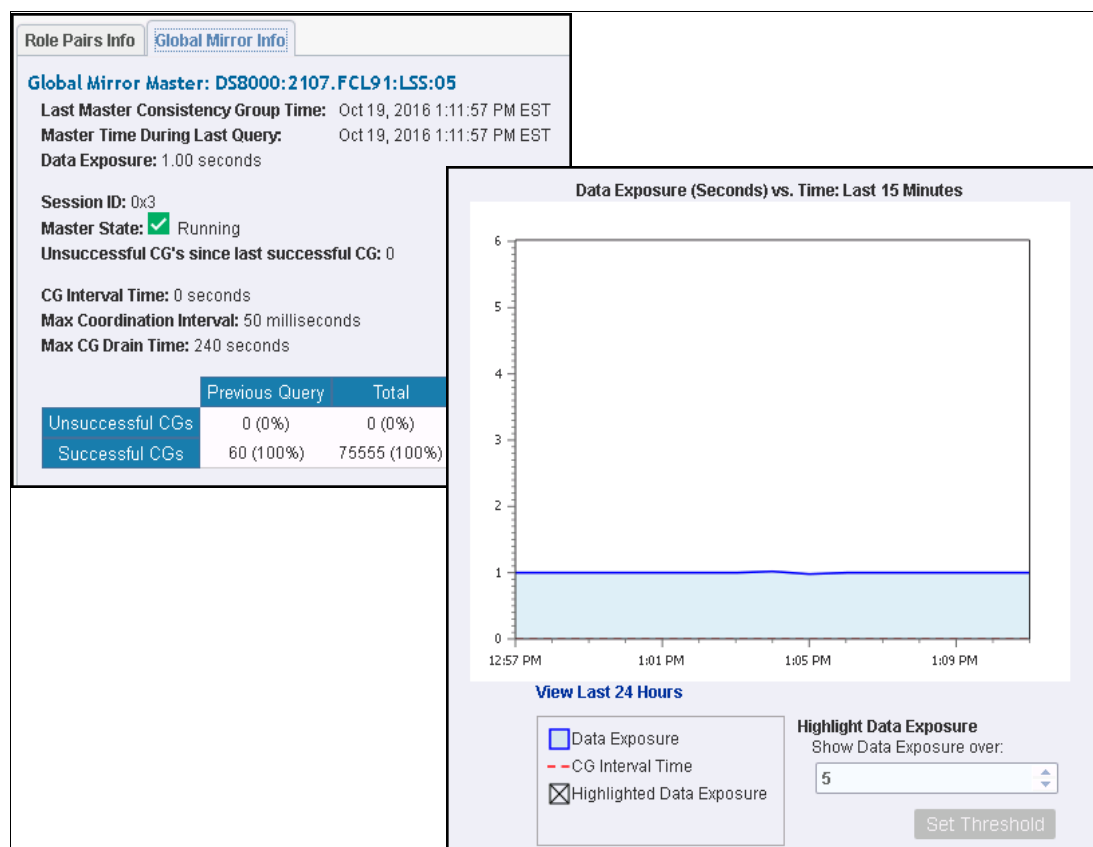 Role Pairs Info
Global Mirror Info
Global Mirror Master: DS8000:2107.FCL91:LSS:05
Last Master Consistency Group Time: Oct 19, 2016 1:11:57 PM EST
Master Time During Last Query: Oct 19, 2016 1:11:57 PM EST
Data Exposure: 1.00 seconds
Session ID: 0x3
Master State: Running
Unsuccessful CG's since last successful CG: 0
CG Interval Time: 0 seconds
Max Coordination Interval: 50 milliseconds
Max CG Drain Time: 240 seconds
Previous Query Total
Unsuccessful CGs 0 (0%) 0 (0%)
Successful CGs 60 (100%) 75555 (100%)
Data Exposure (Seconds) vs. Time: Last 15 Minutes
6
5
4
3
2
1
0
12:57 PM 1:01 PM 1:05 PM 1:09 PM
View Last 24 Hours
Data Exposure
CG Interval Time
Highlighted Data Exposure
Highlight Data Exposure
Show Data Exposure over:
5
Set Threshold